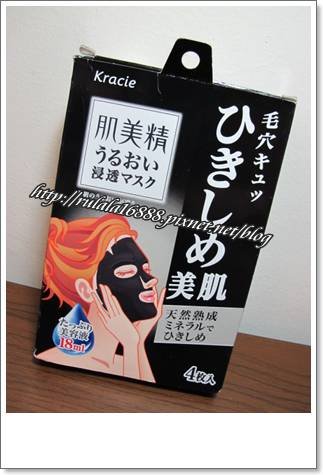 Kracie
肌美精
うるおい
浸透マスク
毛穴キュッ
ひきしめ
美肌
http://rulala16888.pixnet.net/blog
天然熟成
ミネラルで
ひきしめ
たっぷり
美容液
18ml
4枚入